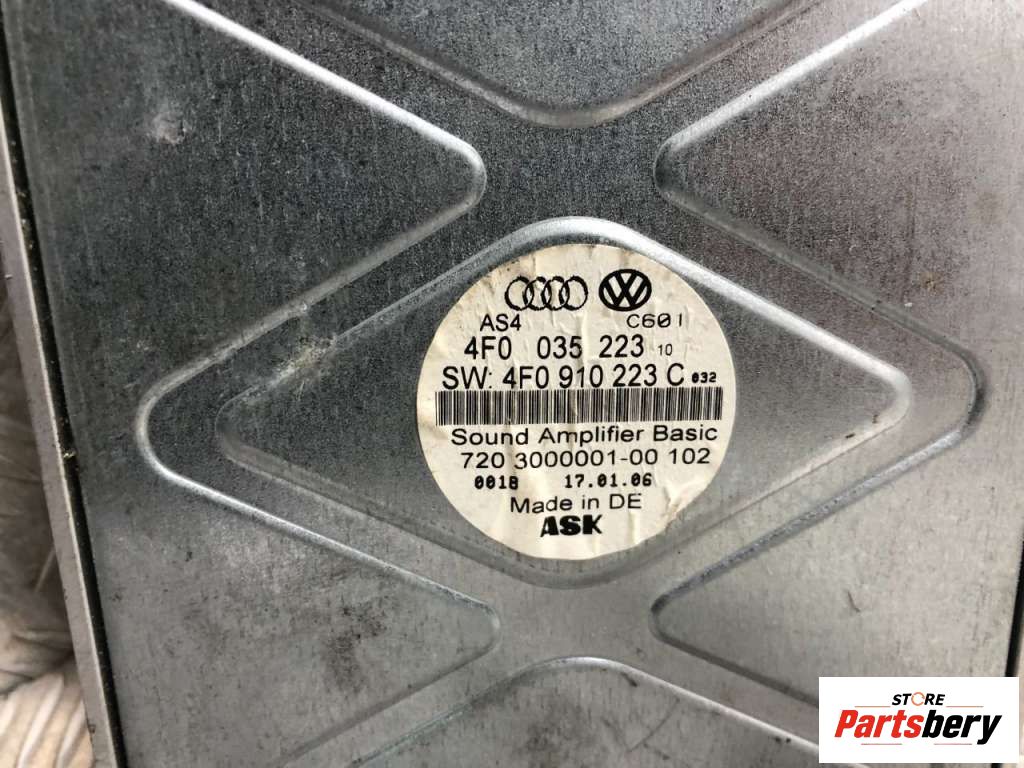 AS4 C601
4F0 035 223 10
SW: 4F0 910 223 C 032
Sound Amplifier Basic
720 3000001-00 102
0018 17.01.06
Made in DE
ASK
STORE
Partsbery